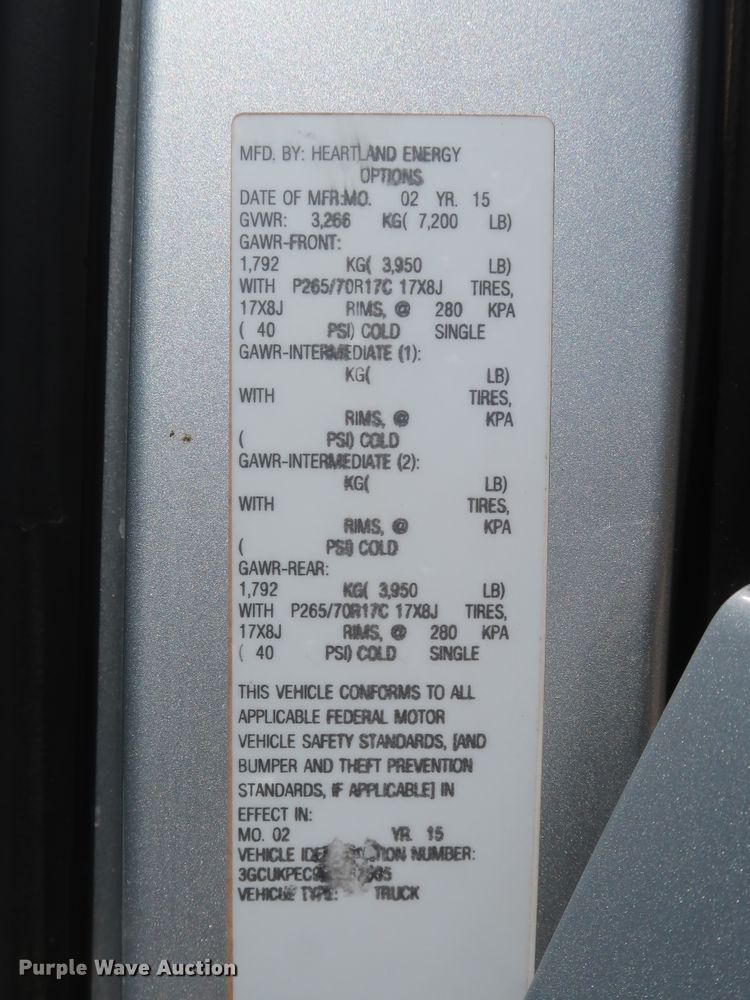 MFD. BY: HEARTLAND ENERGY
OPTIONS
DATE OF MFR:MO. 02 YR. 15
GVWR: 3,266 KG( 7,200 LB)
GAWR-FRONT:
1,792 KG( 3,950 LB)
WITH P265/70R17C 17X8J TIRES,
17X8J RIMS, @ 280 KPA
( 40 PSI) COLD SINGLE
GAWR-INTERMEDIATE (1):
KG( LB)
WITH TIRES,
RIMS, @ KPA
( PSI) COLD
GAWR-INTERMEDIATE (2):
KG( LB)
WITH TIRES,
RIMS, @ KPA
( PSI) COLD
GAWR-REAR:
1,792 KG( 3,950 LB)
WITH P265/70R17C 17X8J TIRES,
17X8J RIMS, @ 280 KPA
( 40 PSI) COLD SINGLE
THIS VEHICLE CONFORMS TO ALL
APPLICABLE FEDERAL MOTOR
VEHICLE SAFETY STANDARDS, [AND
BUMPER AND THEFT PREVENTION
STANDARDS, IF APPLICABLE] IN
EFFECT IN:
MO. 02 YR. 15
VEHICLE NUMBER:
VEHICLE TYPE: TRUCK
Purple Wave Auction